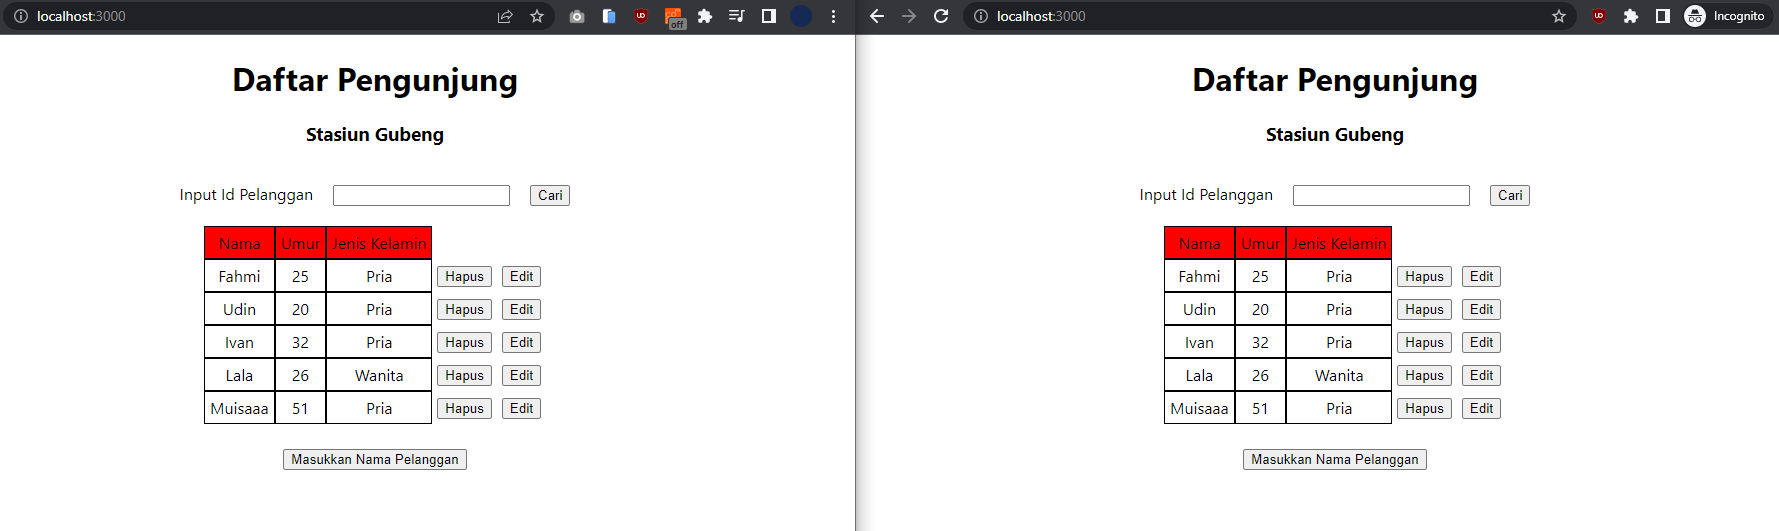 localhost:3000
off
Daftar Pengunjung
Stasiun Gubeng
Input Id Pelanggan Cari
Nama Umur Jenis Kelamin
Fahmi 25 Pria Hapus Edit
Udin 20 Pria Hapus Edit
Ivan 32 Pria Hapus Edit
Lala 26 Wanita Hapus Edit
Muisaaa 51 Pria Hapus Edit
Masukkan Nama Pelanggan
localhost:3000 Incognito
Daftar Pengunjung
Stasiun Gubeng
Input Id Pelanggan Cari
Nama Umur Jenis Kelamin
Fahmi 25 Pria Hapus Edit
Udin 20 Pria Hapus Edit
Ivan 32 Pria Hapus Edit
Lala 26 Wanita Hapus Edit
Muisaaa 51 Pria Hapus Edit
Masukkan Nama Pelanggan